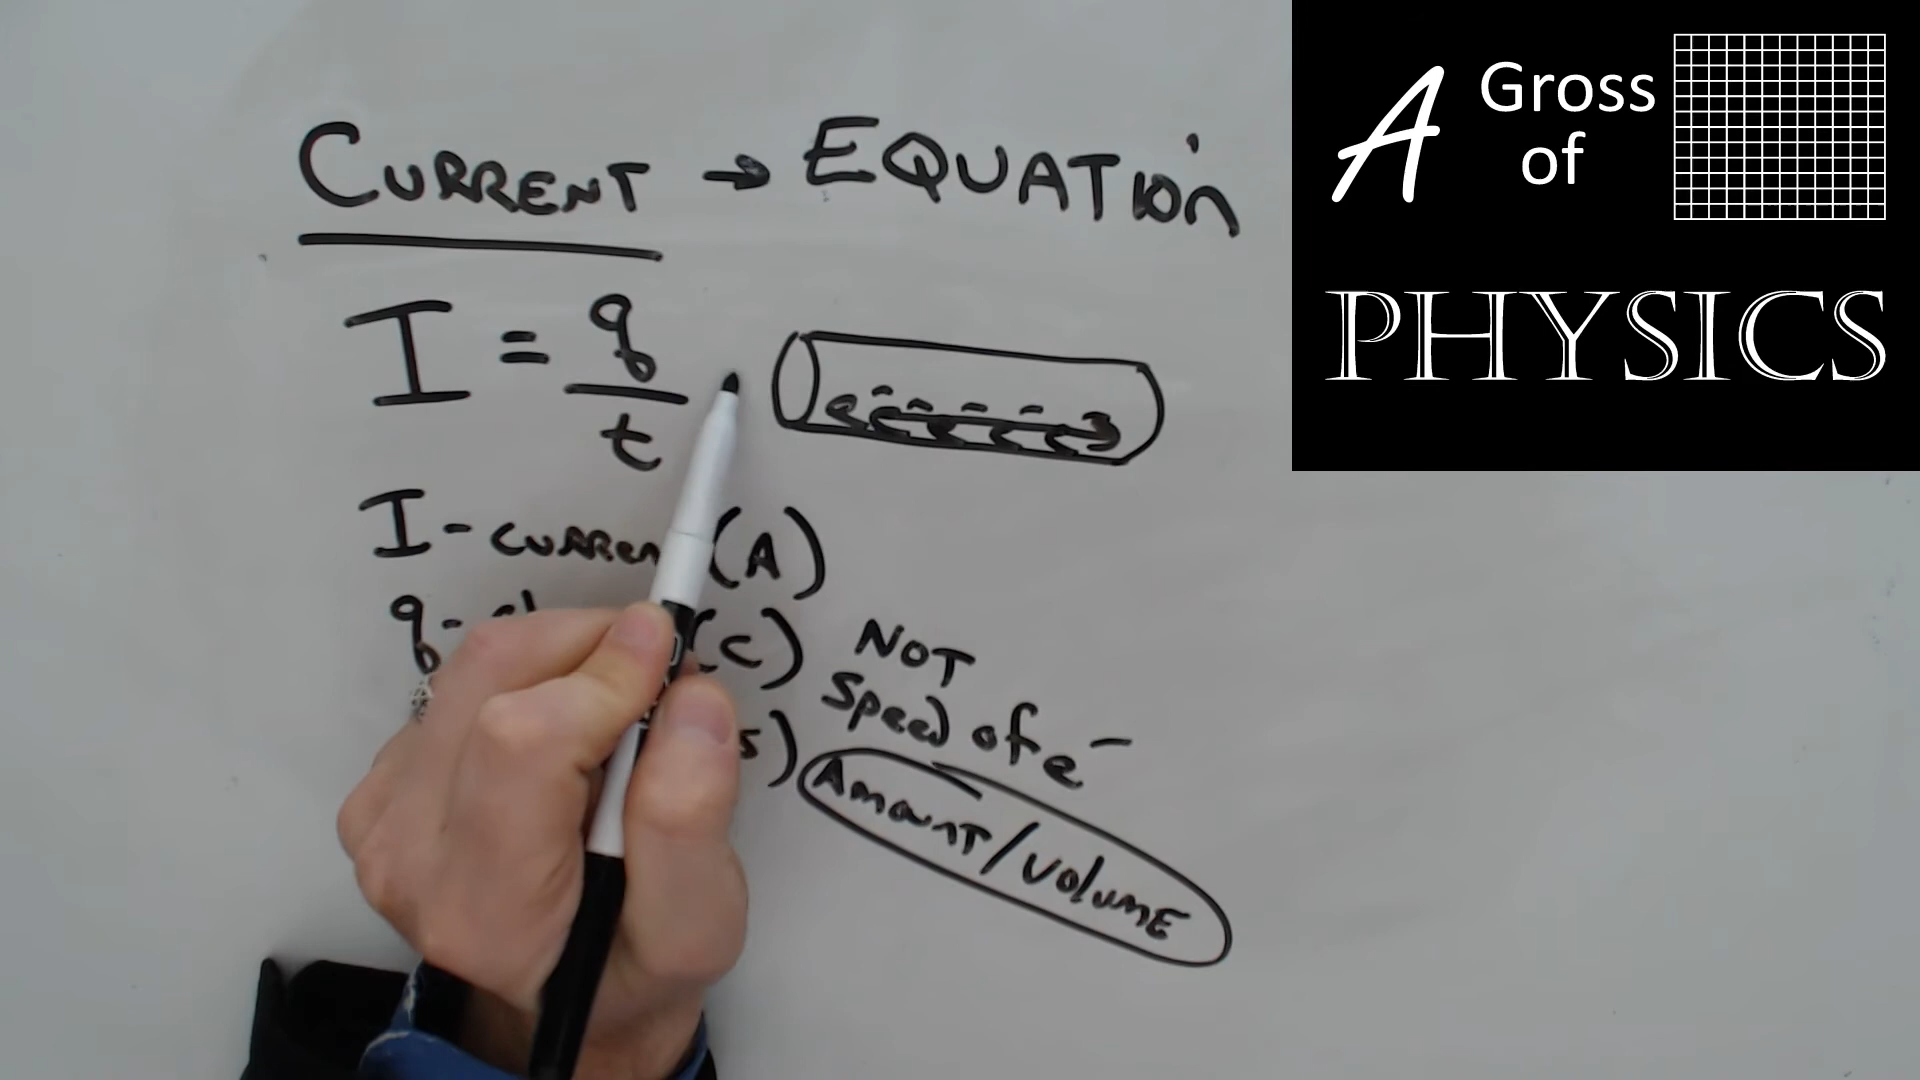 CURRENT → EQUATION
I = q/t
I - CURREN (A)
q - (C)
s)
NOT
Speed of e⁻
Amount/volume
A Gross of
PHYSICS